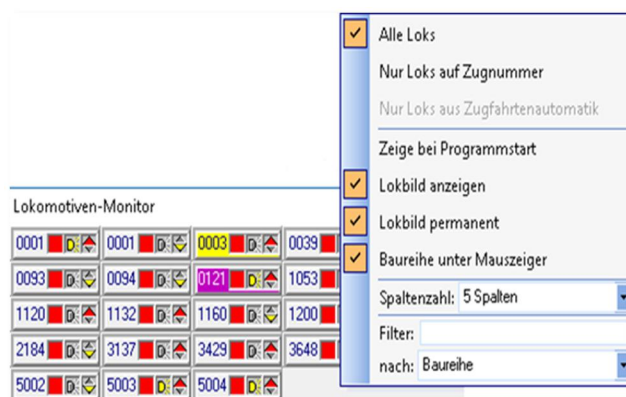 Alle Loks
Nur Loks auf Zugnummer
Nur Loks aus Zugfahrtenautomatik
Zeige bei Programmstart
Lokbild anzeigen
Lokbild permanent
Baureihe unter Mauszeiger
Spaltenzahl: 5 Spalten
Filter:
nach: Baureihe
Lokomotiven-Monitor
0001 D 0001 D 0003 D 0039
0093 D 0094 D 0121 D 1053
1120 D 1132 D 1160 D 1200
2184 D 3137 D 3429 D 3648
5002 D 5003 D 5004 D